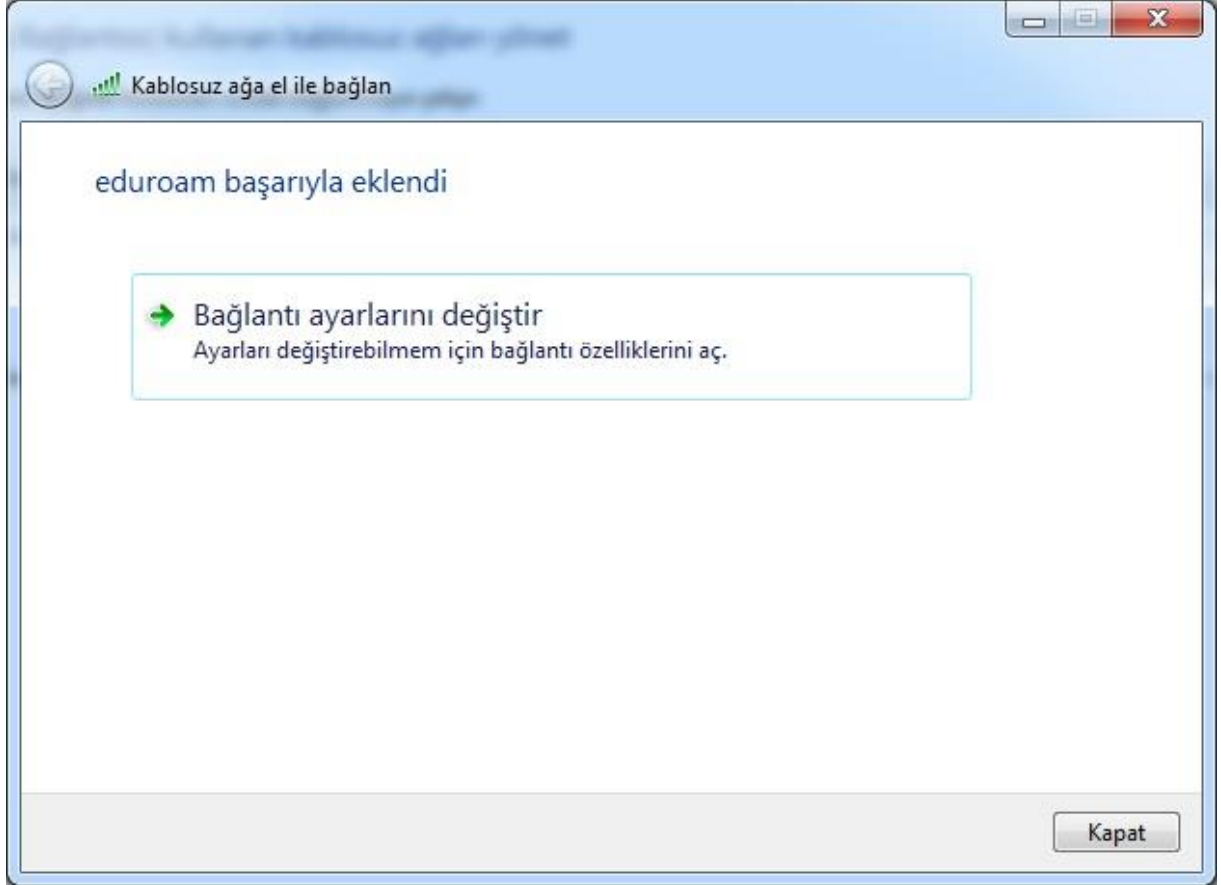 Kablosuz ağa el ile bağlan
eduroam başarıyla eklendi
Bağlantı ayarlarını değiştir
Ayarları değiştirebilmem için bağlantı özelliklerini aç.
Kapat